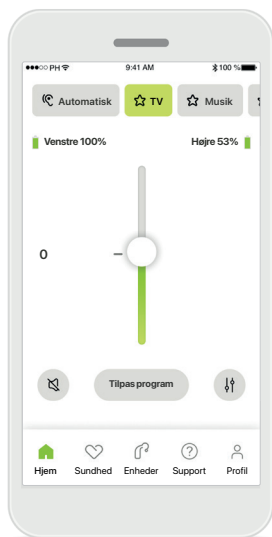 ●●●○○ PH 9:41 AM 100 %
Automatisk TV Musik
Venstre 100% Højre 53%
0
Tilpas program
Hjem Sundhed Enheder Support Profil